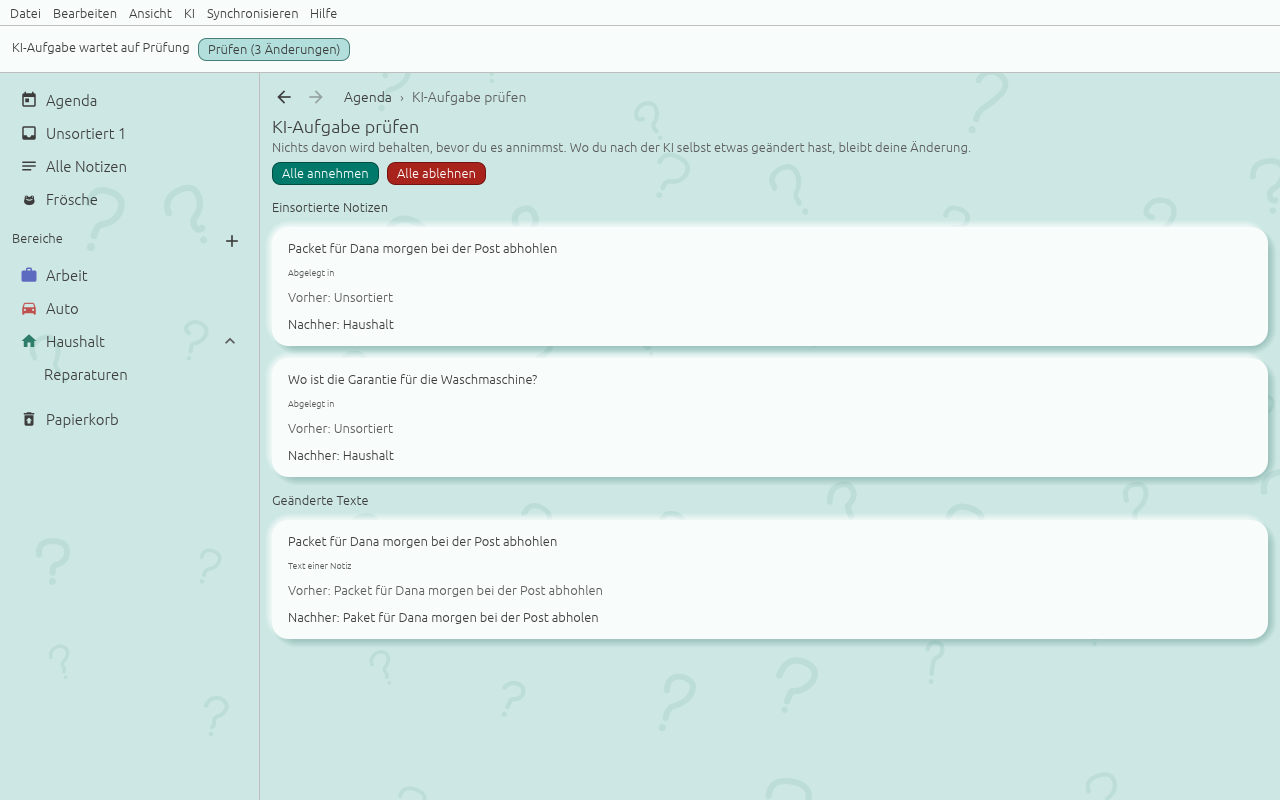 Datei Bearbeiten Ansicht KI Synchronisieren Hilfe
KI-Aufgabe wartet auf Prüfung Prüfen (3 Änderungen)
Agenda
Unsortiert 1
Alle Notizen
Frösche
Bereiche
Arbeit
Auto
Haushalt
Reparaturen
Papierkorb
Agenda › KI-Aufgabe prüfen
KI-Aufgabe prüfen
Nichts davon wird behalten, bevor du es annimmst. Wo du nach der KI selbst etwas geändert hast, bleibt deine Änderung.
Alle annehmen Alle ablehnen
Einsortierte Notizen
Packet für Dana morgen bei der Post abhohlen
Abgelegt in
Vorher: Unsortiert
Nachher: Haushalt
Wo ist die Garantie für die Waschmaschine?
Abgelegt in
Vorher: Unsortiert
Nachher: Haushalt
Geänderte Texte
Packet für Dana morgen bei der Post abhohlen
Text einer Notiz
Vorher: Packet für Dana morgen bei der Post abhohlen
Nachher: Paket für Dana morgen bei der Post abholen